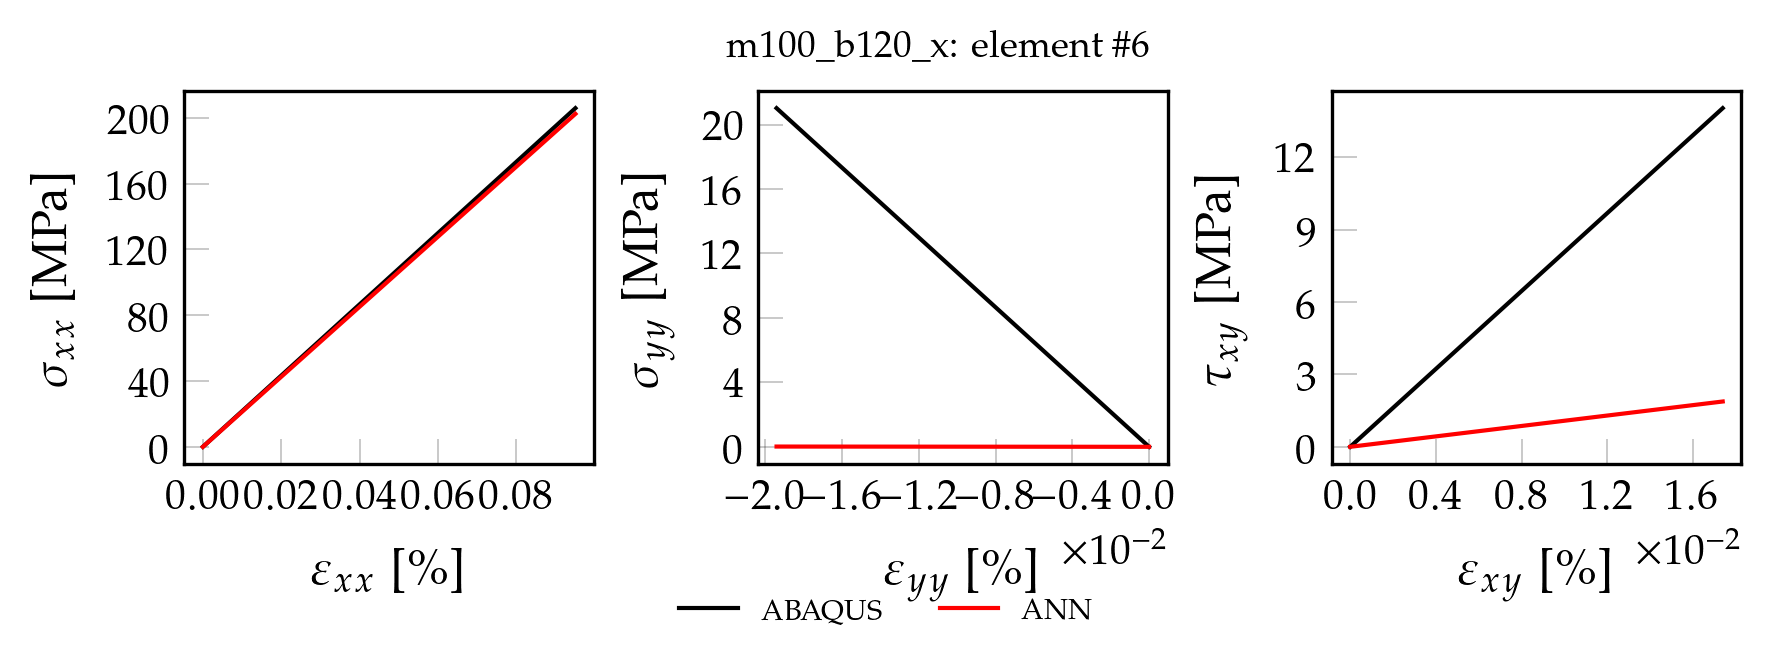 m100_b120_x: element #6
200
160
120
80
40
0
σxx [MPa]
0.00 0.02 0.04 0.06 0.08
εxx [%]
20
16
12
8
4
0
σyy [MPa]
−2.0 −1.6 −1.2 −0.8 −0.4 0.0
×10−2
εyy [%]
12
9
6
3
0
τxy [MPa]
0.0 0.4 0.8 1.2 1.6
×10−2
εxy [%]
ABAQUS ANN